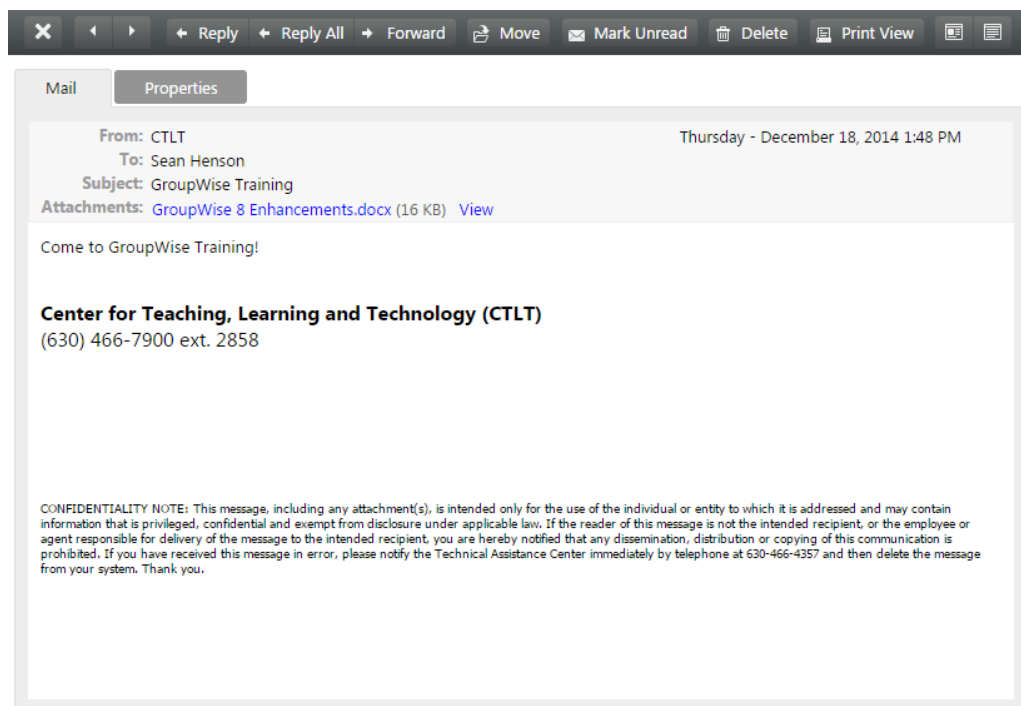 Reply Reply All Forward Move Mark Unread Delete Print View
Mail Properties
From: CTLT Thursday - December 18, 2014 1:48 PM
To: Sean Henson
Subject: GroupWise Training
Attachments: GroupWise 8 Enhancements.docx (16 KB) View
Come to GroupWise Training!
Center for Teaching, Learning and Technology (CTLT)
(630) 466-7900 ext. 2858
CONFIDENTIALITY NOTE: This message, including any attachment(s), is intended only for the use of the individual or entity to which it is addressed and may contain
information that is privileged, confidential and exempt from disclosure under applicable law. If the reader of this message is not the intended recipient, or the employee or
agent responsible for delivery of the message to the intended recipient, you are hereby notified that any dissemination, distribution or copying of this communication is
prohibited. If you have received this message in error, please notify the Technical Assistance Center immediately by telephone at 630-466-4357 and then delete the message
from your system. Thank you.